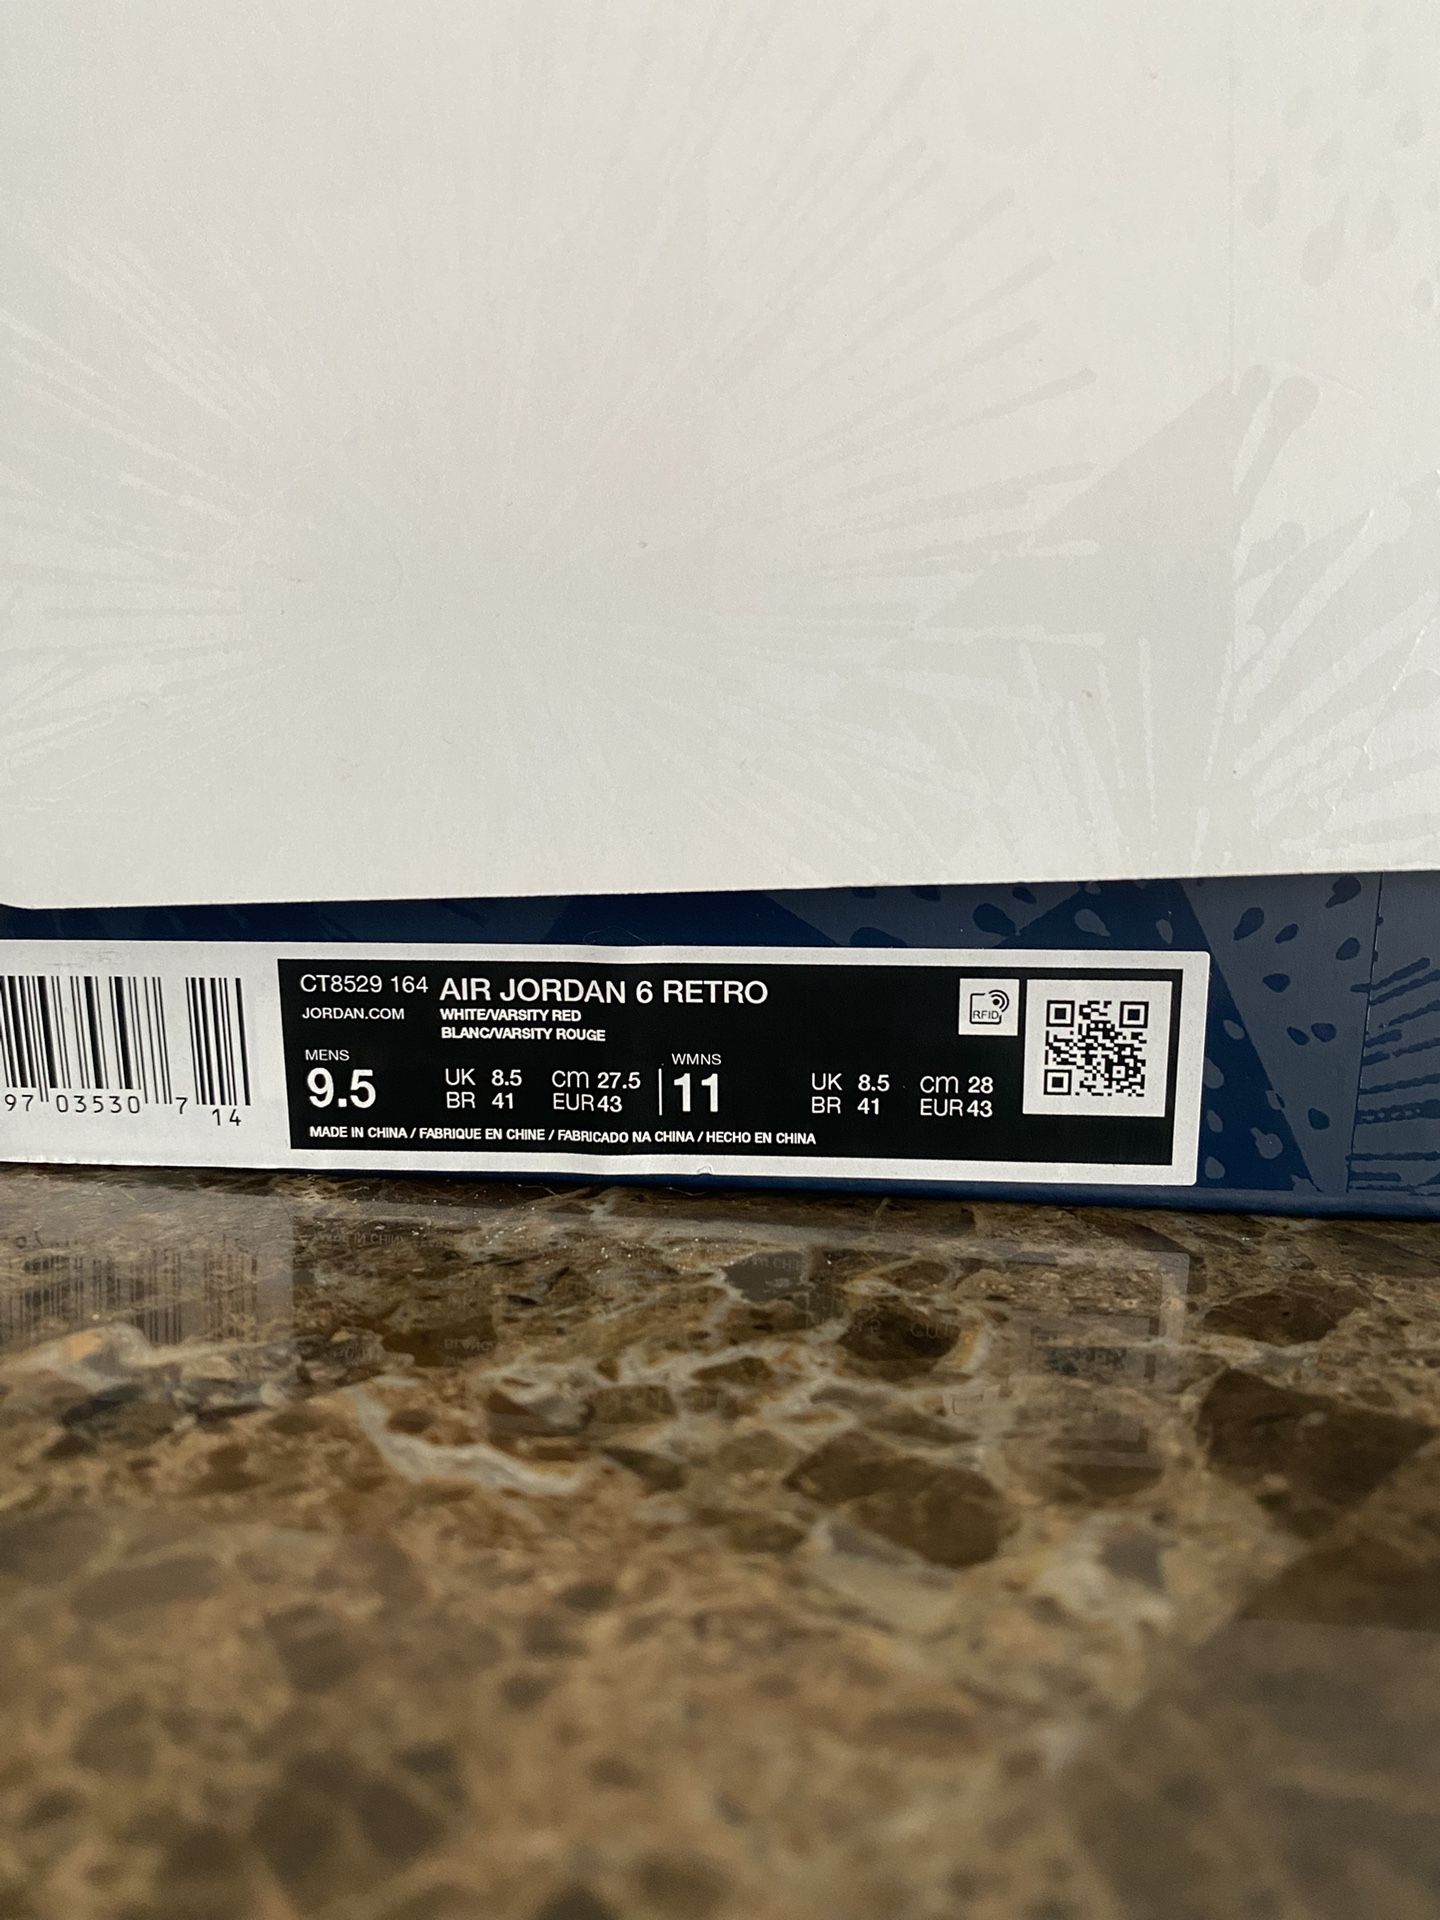 CT8529 164 AIR JORDAN 6 RETRO
JORDAN.COM
WHITE/VARSITY RED
BLANC/VARSITY ROUGE
RFID
MENS
9.5
UK 8.5 cm 27.5
BR 41 EUR 43
WMNS
11
UK 8.5 cm 28
BR 41 EUR 43
MADE IN CHINA / FABRIQUE EN CHINE / FABRICADO NA CHINA / HECHO EN CHINA
97 03530 7 14